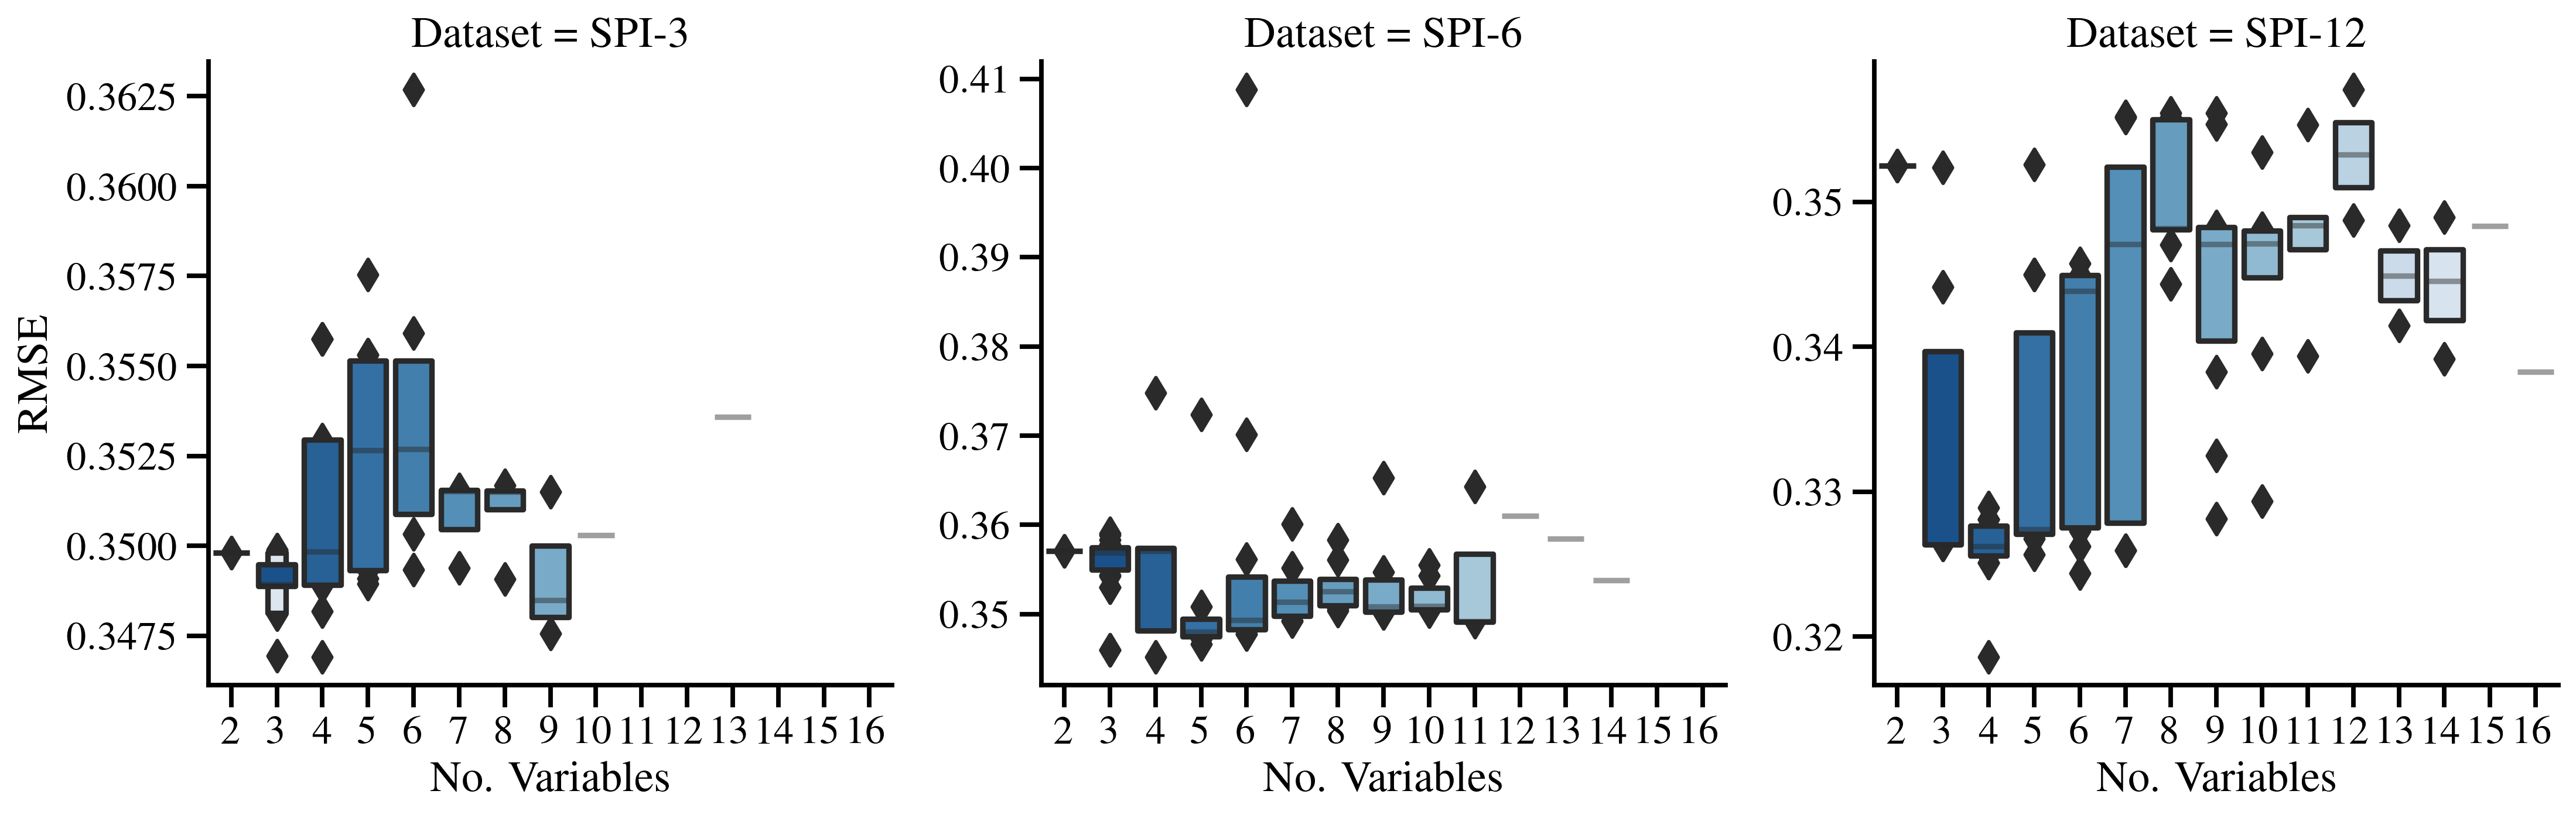 Dataset = SPI-3
0.3625
0.3600
0.3575
0.3550
0.3525
0.3500
0.3475
RMSE
2 3 4 5 6 7 8 9 10 11 12 13 14 15 16
No. Variables
Dataset = SPI-6
0.41
0.40
0.39
0.38
0.37
0.36
0.35
2 3 4 5 6 7 8 9 10 11 12 13 14 15 16
No. Variables
Dataset = SPI-12
0.35
0.34
0.33
0.32
2 3 4 5 6 7 8 9 10 11 12 13 14 15 16
No. Variables